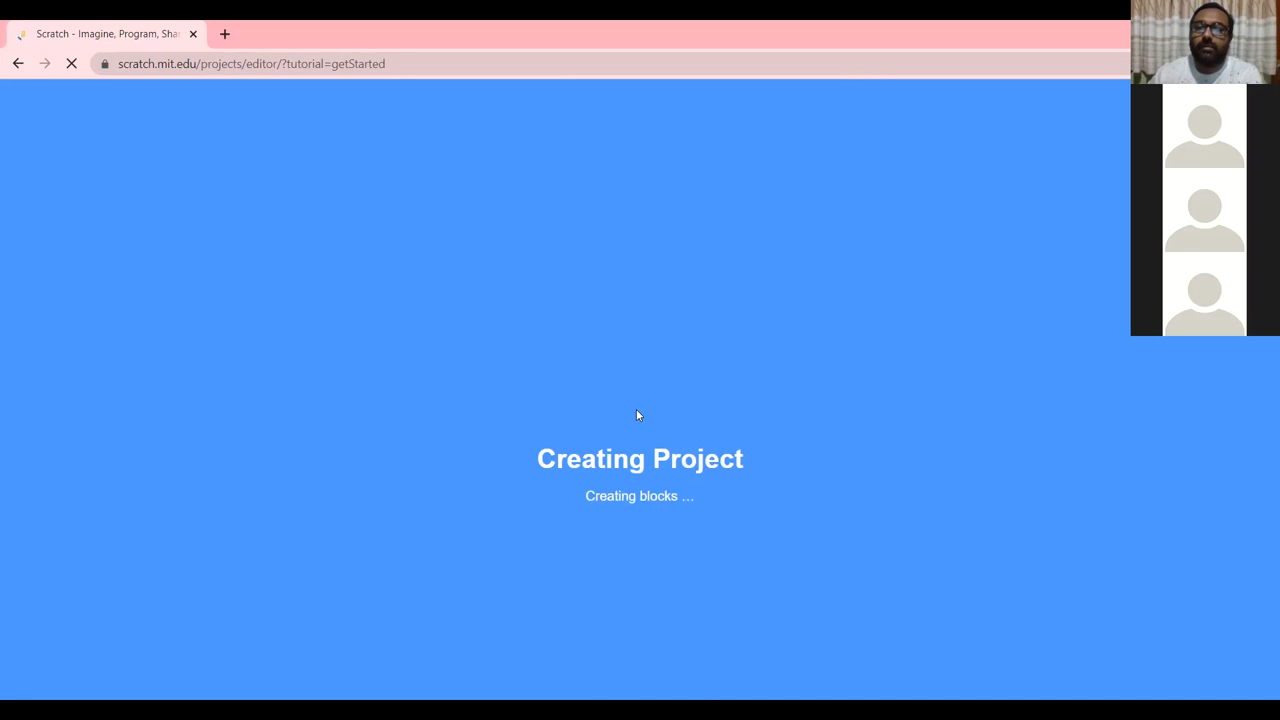 Scratch - Imagine, Program, Sha
scratch.mit.edu/projects/editor/?tutorial=getStarted
Creating Project
Creating blocks …